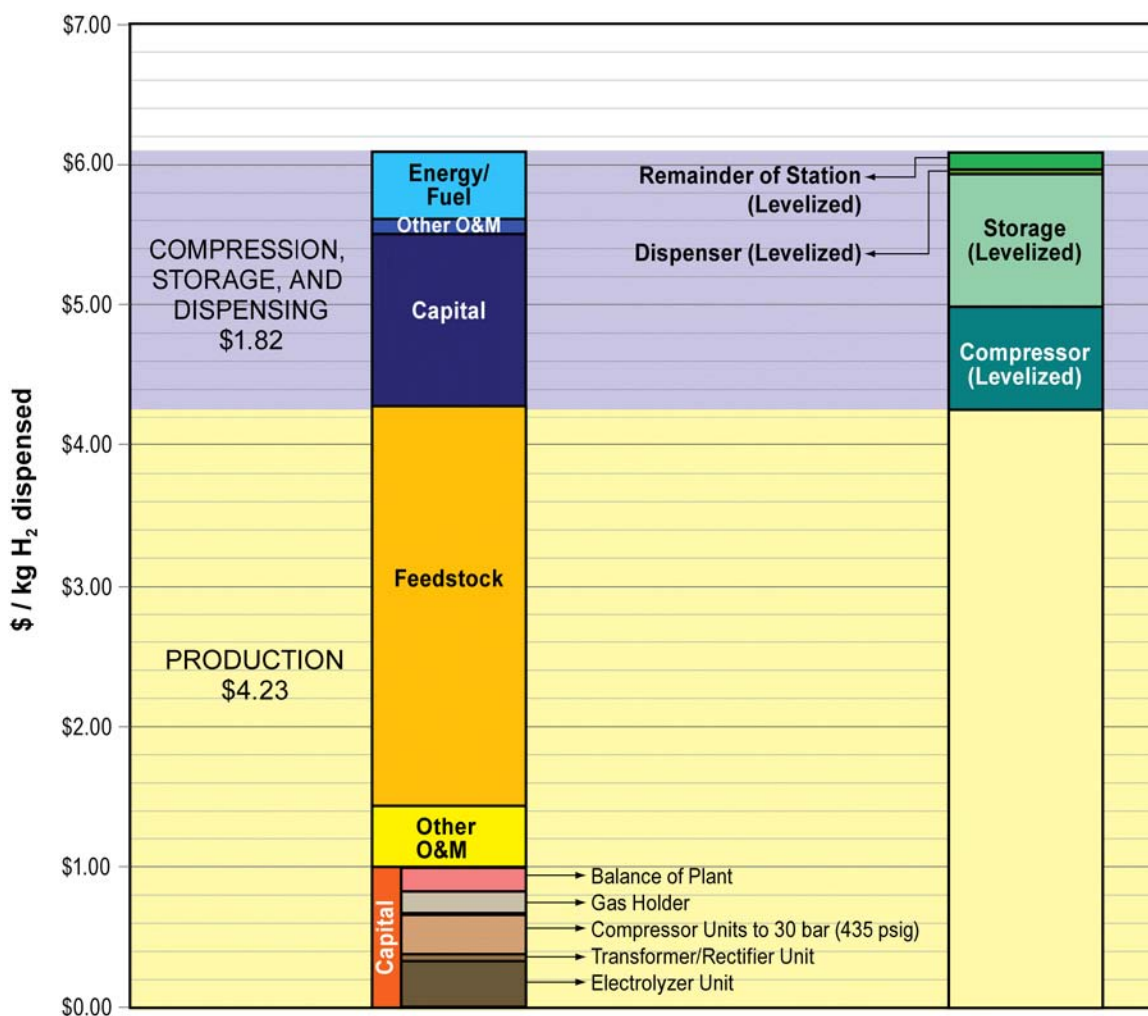 $7.00
$6.00
$5.00
$4.00
$3.00
$2.00
$1.00
$0.00
$ / kg H₂ dispensed
COMPRESSION,
STORAGE, AND
DISPENSING
$1.82
PRODUCTION
$4.23
Energy/
Fuel
Other O&M
Capital
Feedstock
Other
O&M
Capital
Balance of Plant
Gas Holder
Compressor Units to 30 bar (435 psig)
Transformer/Rectifier Unit
Electrolyzer Unit
Remainder of Station
(Levelized)
Dispenser (Levelized)
Storage
(Levelized)
Compressor
(Levelized)